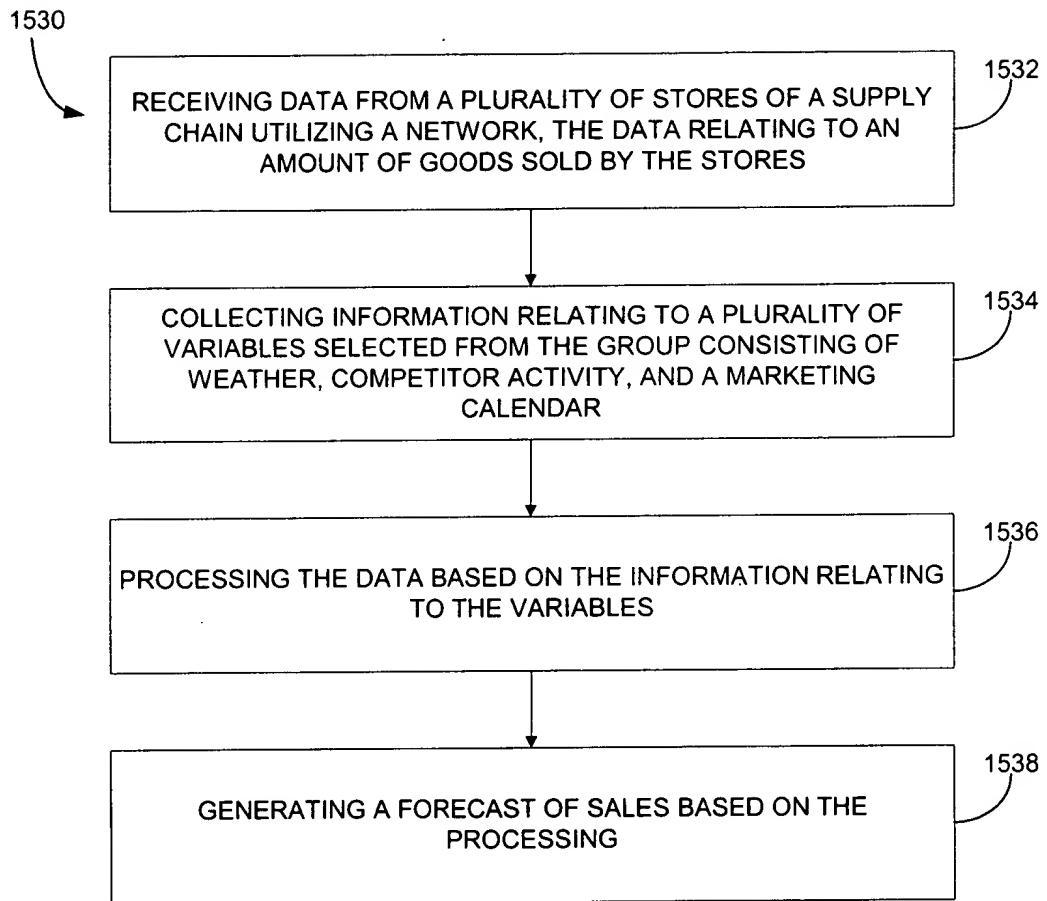 1530
1532
RECEIVING DATA FROM A PLURALITY OF STORES OF A SUPPLY
CHAIN UTILIZING A NETWORK, THE DATA RELATING TO AN
AMOUNT OF GOODS SOLD BY THE STORES
1534
COLLECTING INFORMATION RELATING TO A PLURALITY OF
VARIABLES SELECTED FROM THE GROUP CONSISTING OF
WEATHER, COMPETITOR ACTIVITY, AND A MARKETING
CALENDAR
1536
PROCESSING THE DATA BASED ON THE INFORMATION RELATING
TO THE VARIABLES
1538
GENERATING A FORECAST OF SALES BASED ON THE
PROCESSING